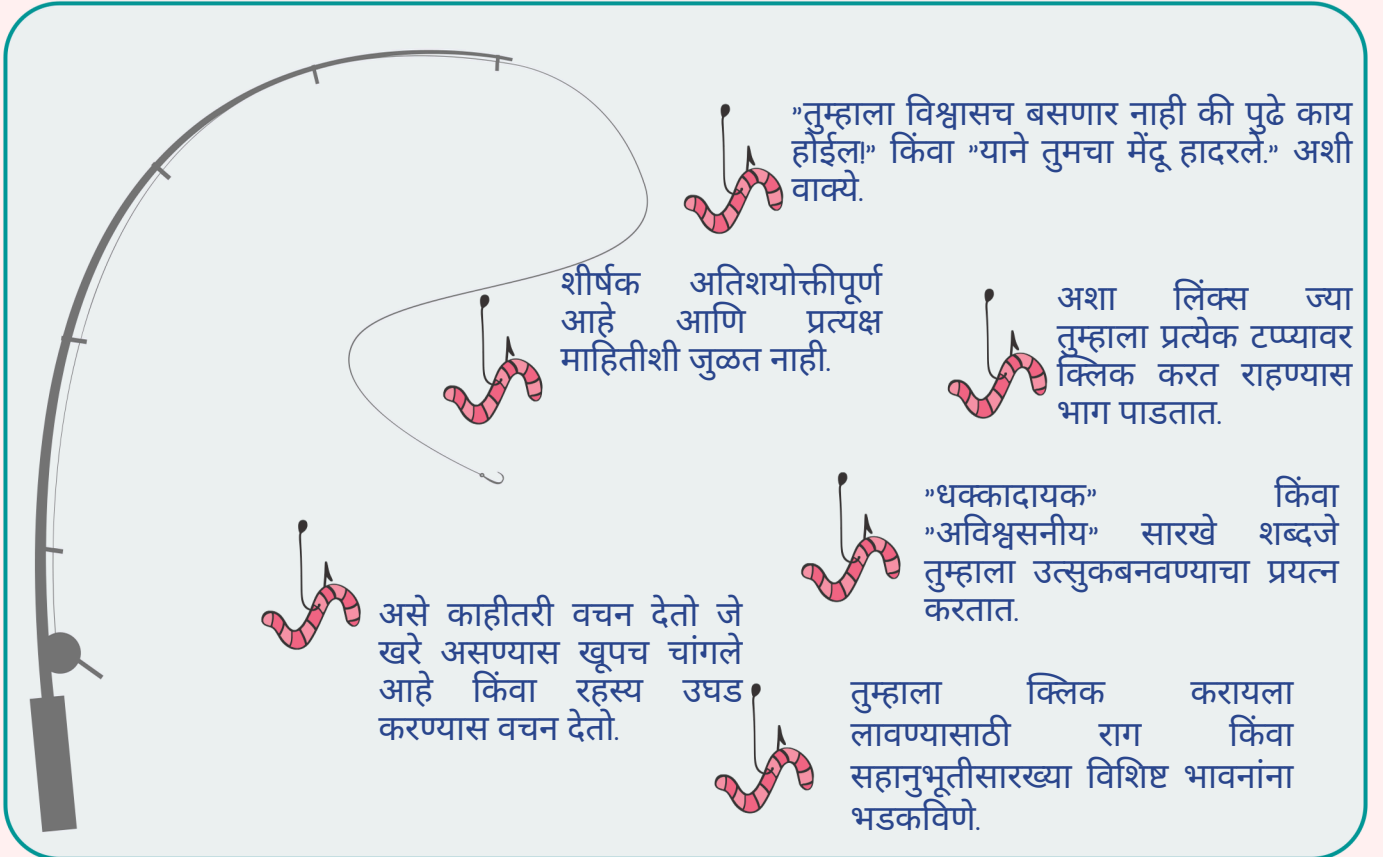 ”तुम्हाला विश्वासच बसणार नाही की पुढे काय
होईल!” किंवा ”याने तुमचा मेंदू हादरले.” अशी
वाक्ये.
शीर्षक अतिशयोक्तीपूर्ण
आहे आणि प्रत्यक्ष
माहितीशी जुळत नाही.
अशा लिंक्स ज्या
तुम्हाला प्रत्येक टप्प्यावर
क्लिक करत राहण्यास
भाग पाडतात.
”धक्कादायक” किंवा
”अविश्वसनीय” सारखे शब्दजे
तुम्हाला उत्सुकबनवण्याचा प्रयत्न
करतात.
असे काहीतरी वचन देतो जे
खरे असण्यास खूपच चांगले
आहे किंवा रहस्य उघड
करण्यास वचन देतो.
तुम्हाला क्लिक करायला
लावण्यासाठी राग किंवा
सहानुभूतीसारख्या विशिष्ट भावनांना
भडकविणे.